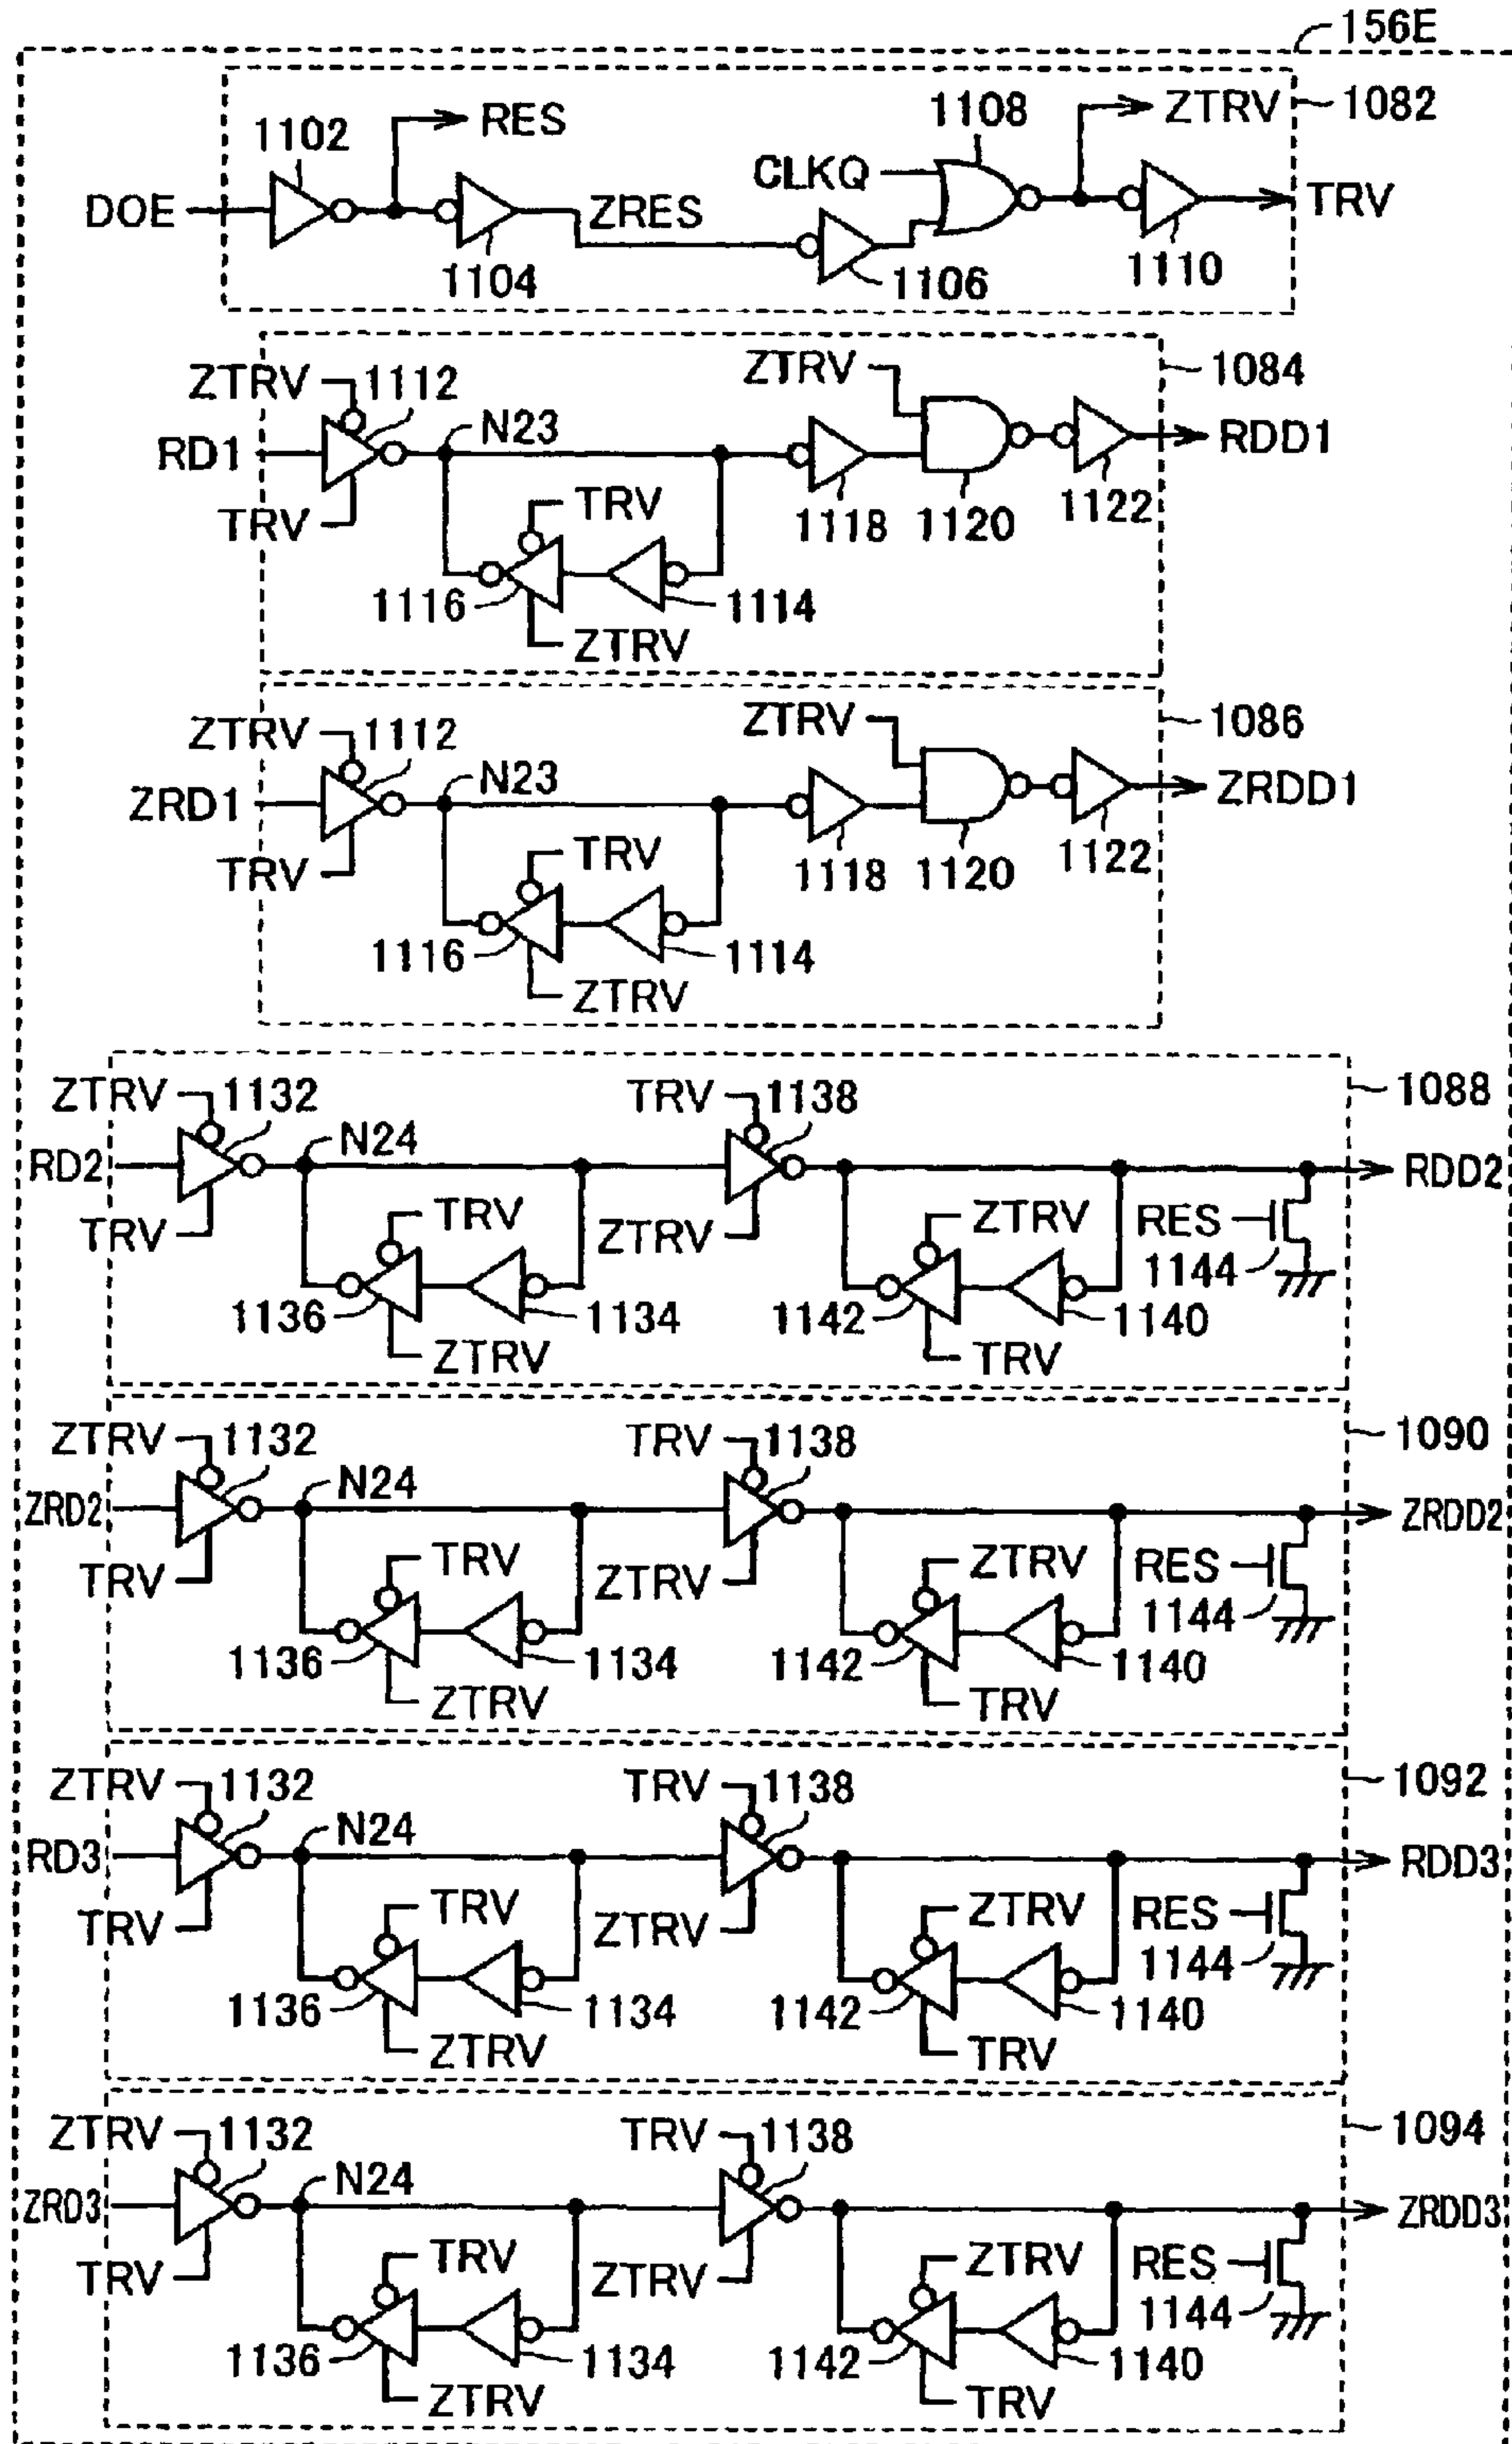 156E
1082
1102
RES
1108
ZTRV
DOE
CLKQ
ZRES
TRV
1104
1106
1110
1084
ZTRV
1112
ZTRV
N23
RD1
RDD1
TRV
TRV
1118
1120
1122
1116
1114
ZTRV
1086
ZTRV
1112
ZTRV
N23
ZRD1
ZRDD1
TRV
TRV
1118
1120
1122
1116
1114
ZTRV
1088
ZTRV
1132
TRV
1138
N24
RD2
RDD2
TRV
TRV
ZTRV
ZTRV
RES
1144
1136
1134
1142
1140
ZTRV
TRV
1090
ZTRV
1132
TRV
1138
N24
ZRD2
ZRDD2
TRV
TRV
ZTRV
ZTRV
RES
1144
1136
1134
1142
1140
ZTRV
TRV
1092
ZTRV
1132
TRV
1138
N24
RD3
RDD3
TRV
TRV
ZTRV
ZTRV
RES
1144
1136
1134
1142
1140
ZTRV
TRV
1094
ZTRV
1132
TRV
1138
N24
ZRD3
ZRDD3
TRV
TRV
ZTRV
ZTRV
RES
1144
1136
1134
1142
1140
ZTRV
TRV